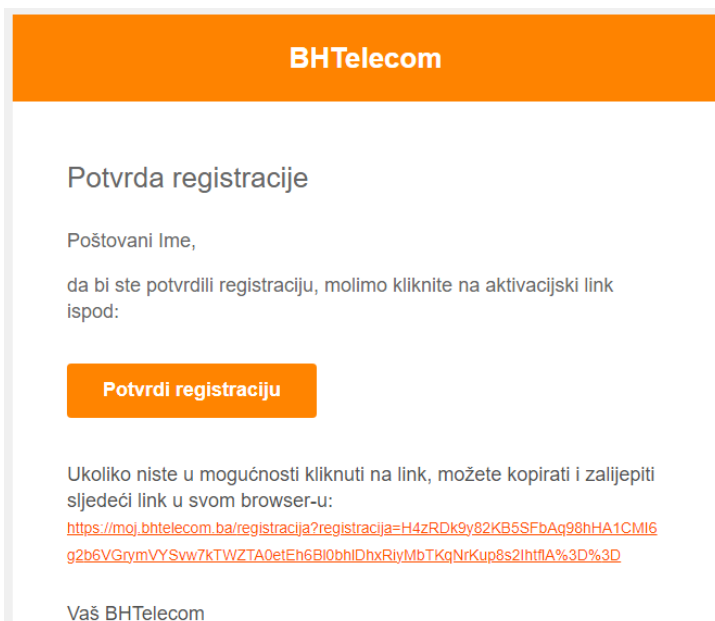 BHTelecom
Potvrda registracije
Poštovani Ime,
da bi ste potvrdili registraciju, molimo kliknite na aktivacijski link
ispod:
Potvrdi registraciju
Ukoliko niste u mogućnosti kliknuti na link, možete kopirati i zalijepiti
sljedeći link u svom browser-u:
https://moj.bhtelecom.ba/registracija?registracija=H4zRDk9y82KB5SFbAq98hHA1CMI6
g2b6VGrymVYSvw7kTWZTA0etEh6Bl0bhlDhxRiyMbTKqNrKup8s2IhtflA%3D%3D
Vaš BHTelecom